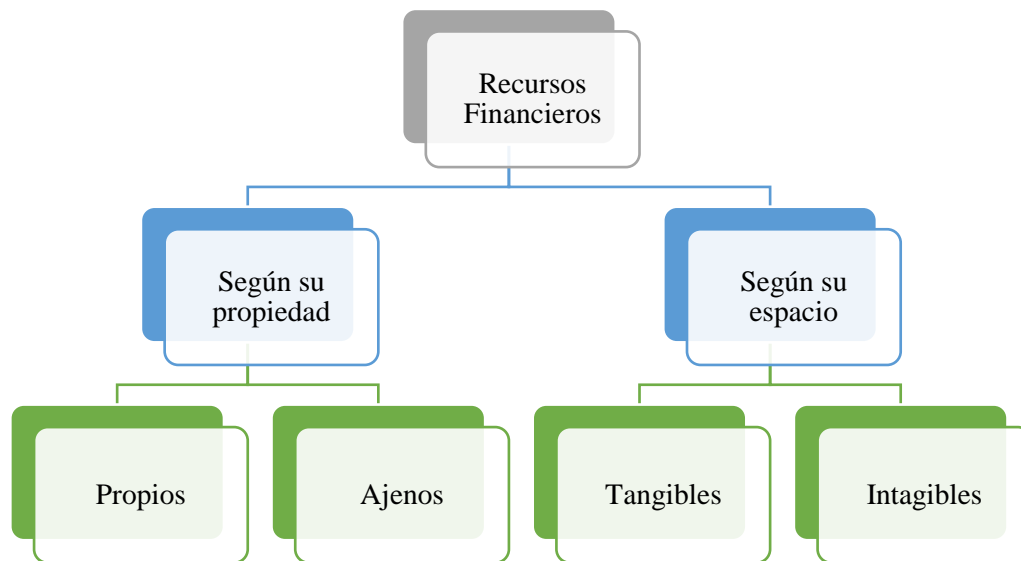 Recursos
Financieros
Según su
propiedad
Según su
espacio
Propios
Ajenos
Tangibles
Intagibles